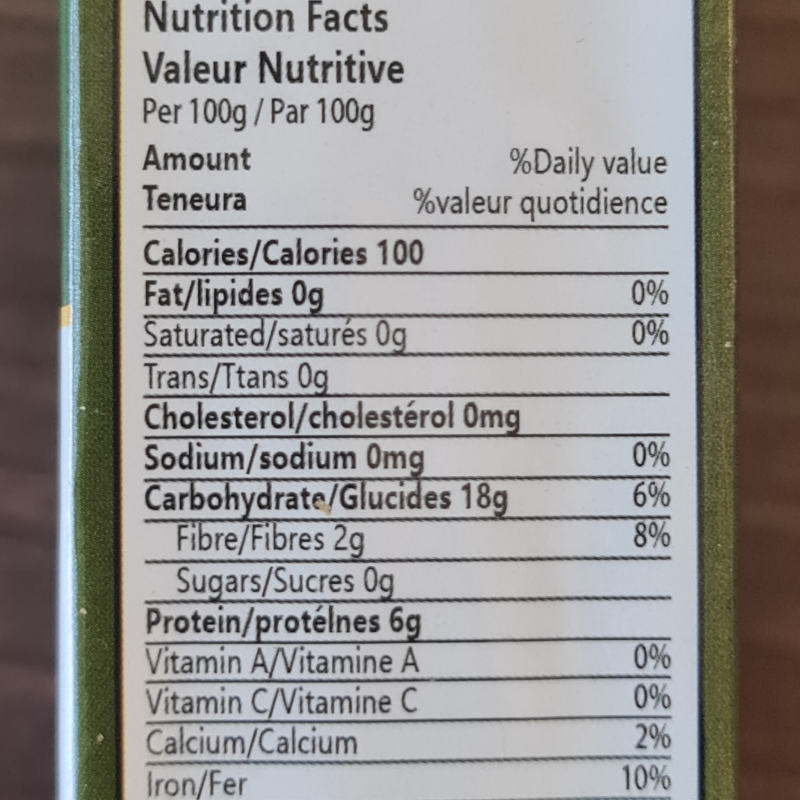 Nutrition Facts
Valeur Nutritive
Per 100g / Par 100g
Amount %Daily value
Teneura %valeur quotidience
Calories/Calories 100
Fat/lipides 0g 0%
Saturated/saturés 0g 0%
Trans/Ttans 0g
Cholesterol/cholestérol 0mg
Sodium/sodium 0mg 0%
Carbohydrate/Glucides 18g 6%
Fibre/Fibres 2g 8%
Sugars/Sucres 0g
Protein/protélnes 6g
Vitamin A/Vitamine A 0%
Vitamin C/Vitamine C 0%
Calcium/Calcium 2%
Iron/Fer 10%